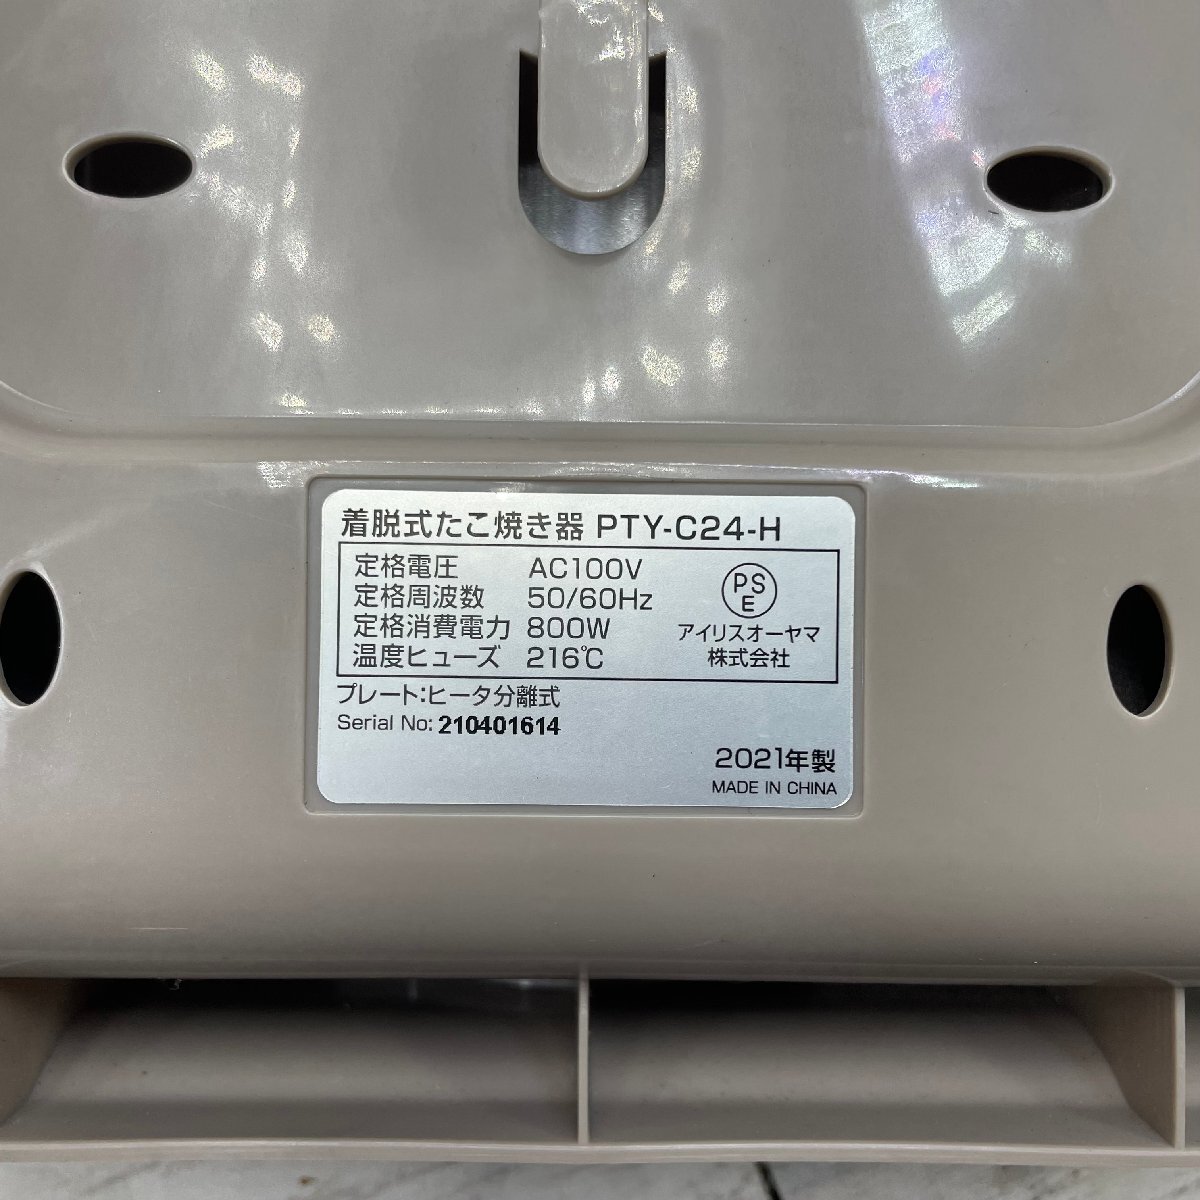 着脱式たこ焼き器 PTY-C24-H
定格電圧 AC100V
定格周波数 50/60Hz
定格消費電力 800W
温度ヒューズ 216℃
PS
E
アイリスオーヤマ
株式会社
プレート:ヒータ分離式
Serial No: 210401614
2021年製
MADE IN CHINA